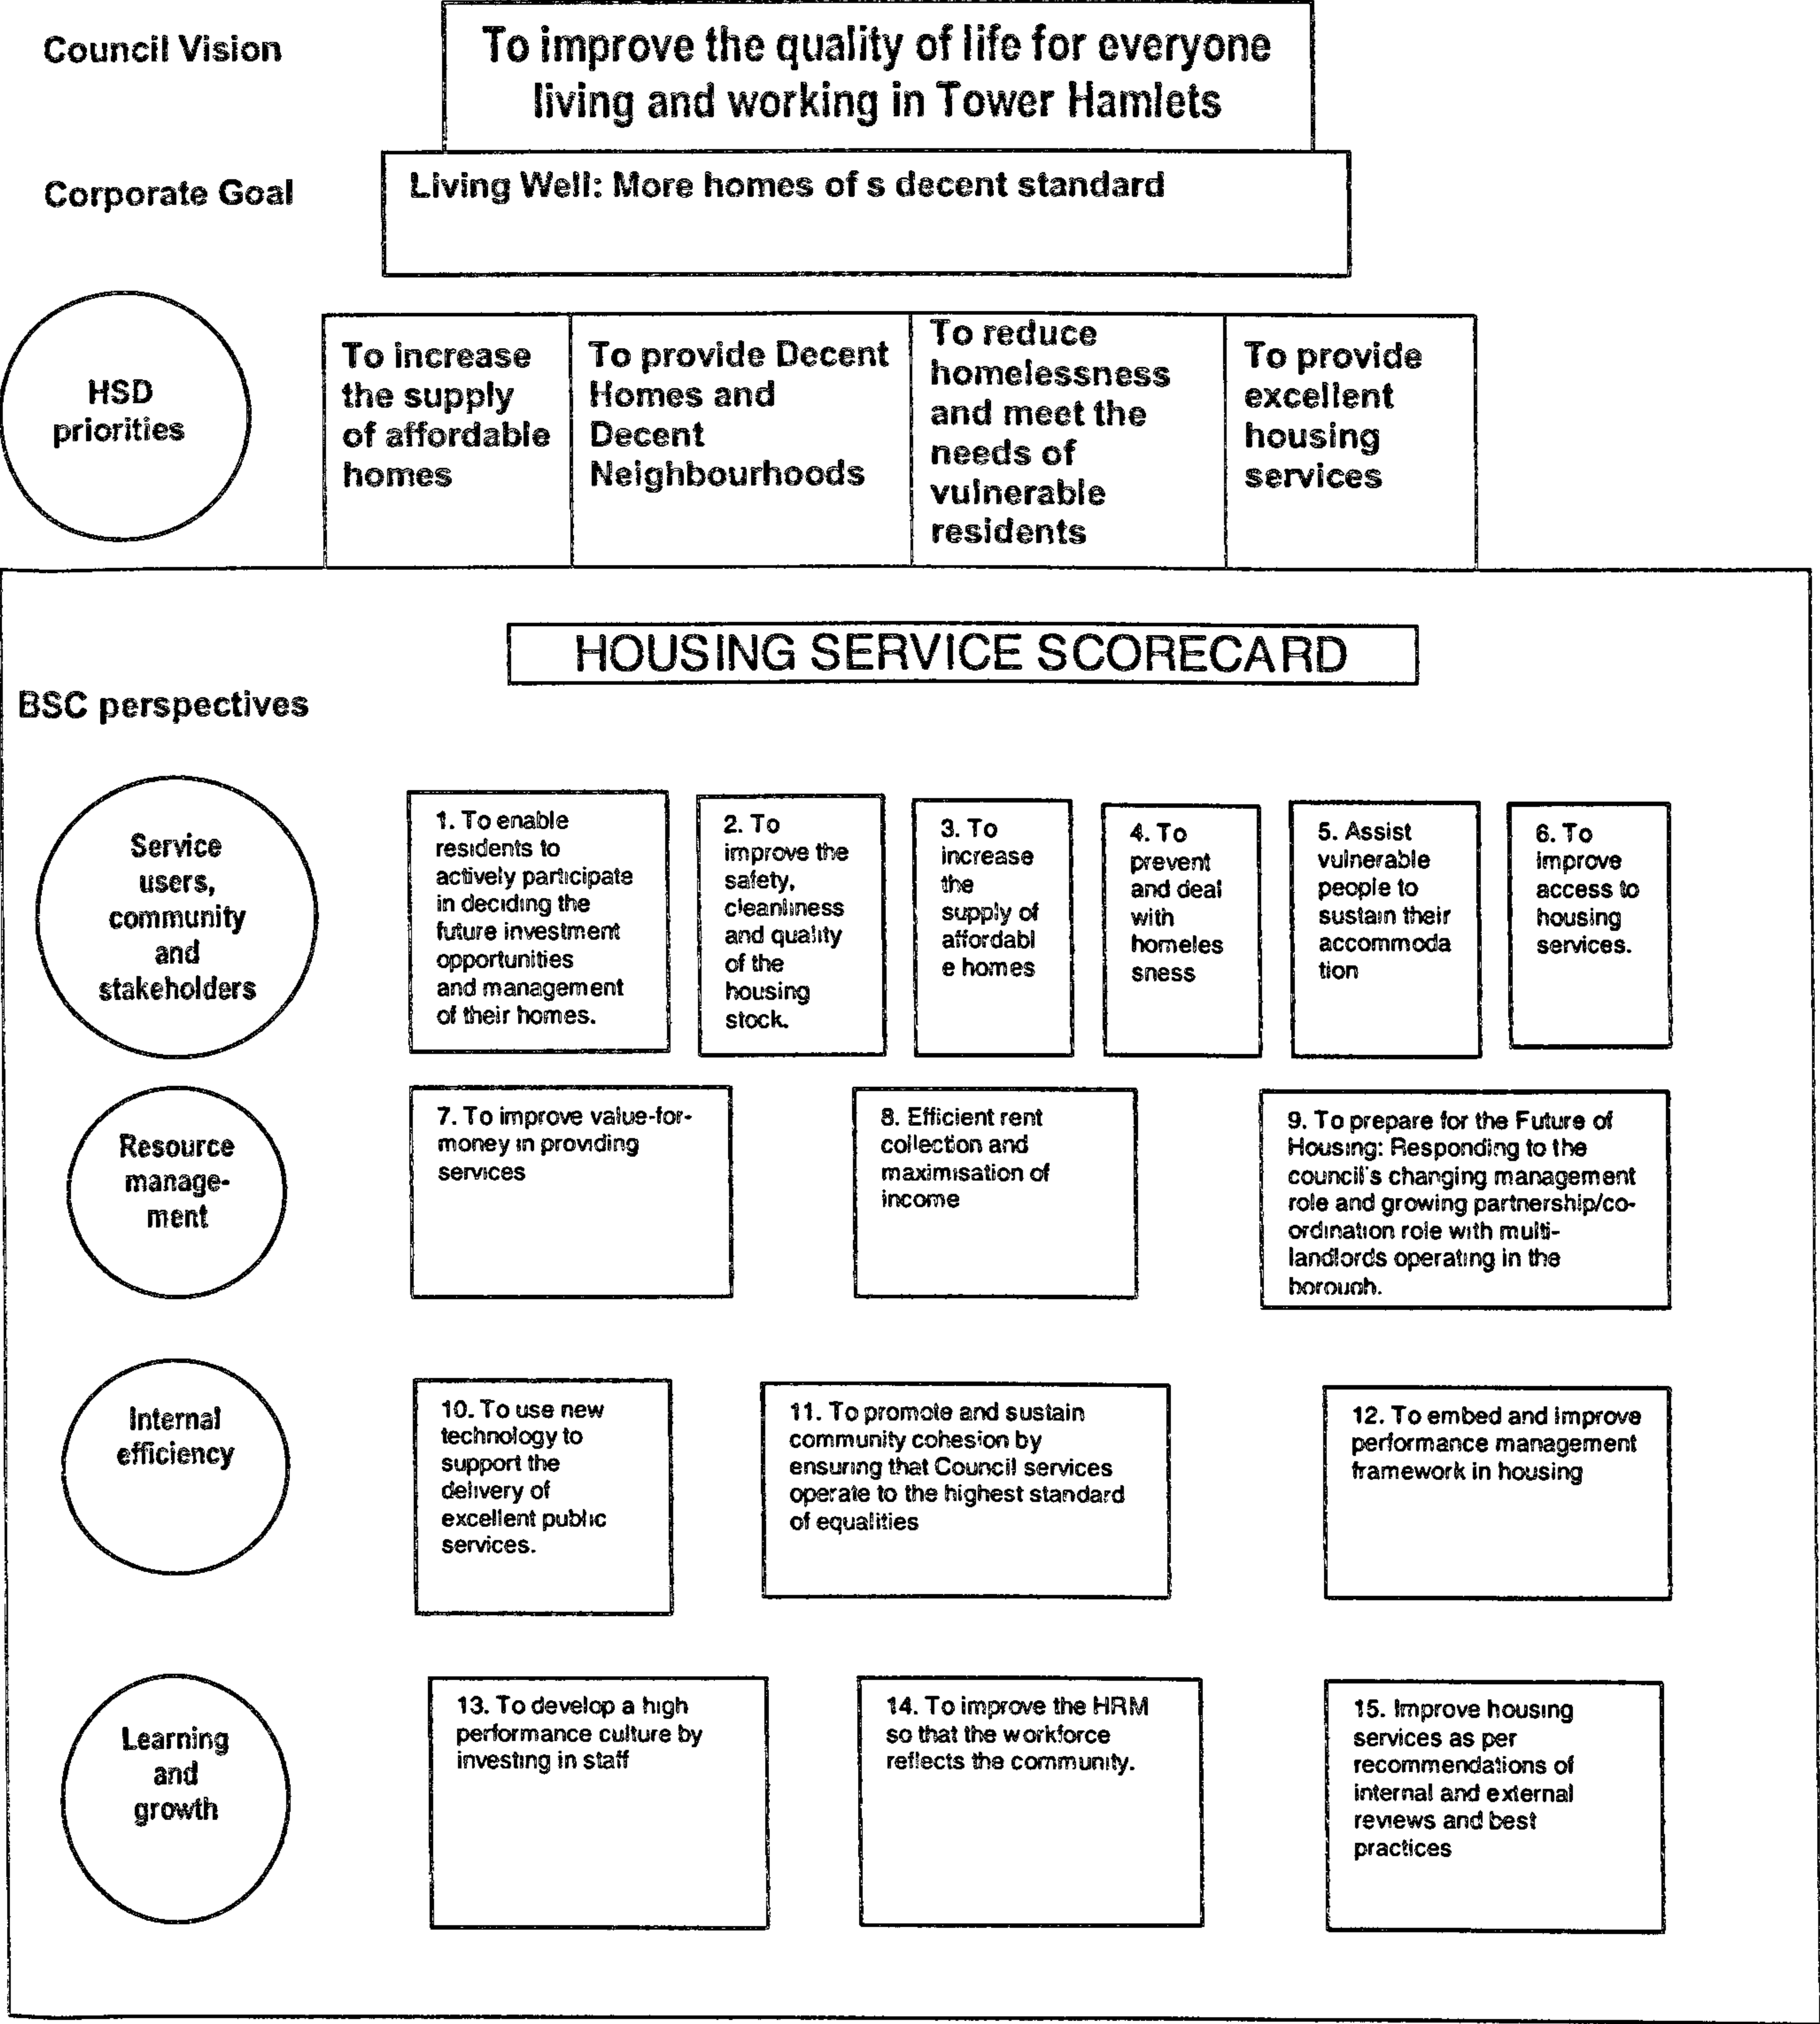 Council Vision
To improve the quality of life for everyone
living and working in Tower Hamlets
Corporate Goal
Living Well: More homes of s decent standard
HSD
priorities
To increase
the supply
of affordable
homes
To provide Decent
Homes and
Decent
Neighbourhoods
To reduce
homelessness
and meet the
needs of
vulnerable
residents
To provide
excellent
housing
services
HOUSING SERVICE SCORECARD
BSC perspectives
Service
users,
community
and
stakeholders
1. To enable
residents to
actively participate
in deciding the
future investment
opportunities
and management
of their homes.
2. To
improve the
safety,
cleanliness
and quality
of the
housing
stock.
3. To
increase
the
supply of
affordabl
e homes
4. To
prevent
and deal
with
homeles
sness
5. Assist
vulnerable
people to
sustain their
accommoda
tion
6. To
improve
access to
housing
services.
Resource
manage-
ment
7. To improve value-for-
money in providing
services
8. Efficient rent
collection and
maximisation of
income
9. To prepare for the Future of
Housing: Responding to the
council's changing management
role and growing partnership/co-
ordination role with multi-
landlords operating in the
borough.
Internal
efficiency
10. To use new
technology to
support the
delivery of
excellent public
services.
11. To promote and sustain
community cohesion by
ensuring that Council services
operate to the highest standard
of equalities
12. To embed and improve
performance management
framework in housing
Learning
and
growth
13. To develop a high
performance culture by
investing in staff
14. To improve the HRM
so that the workforce
reflects the community.
15. Improve housing
services as per
recommendations of
internal and external
reviews and best
practices